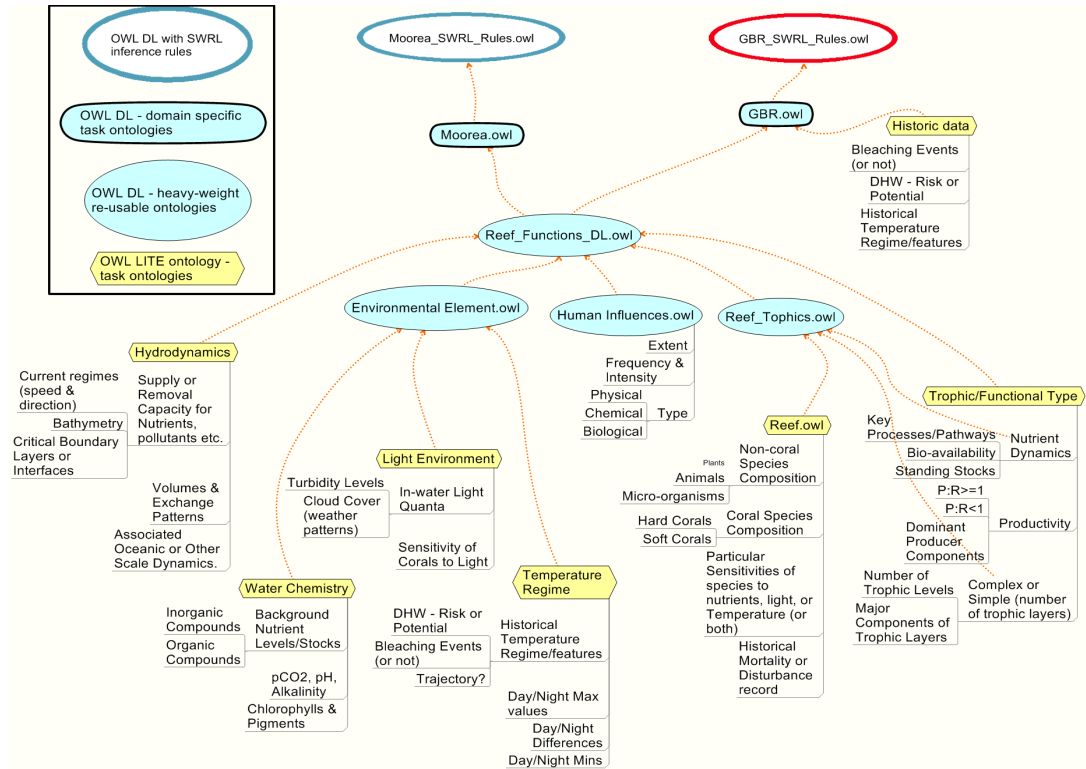 OWL DL with SWRL
inference rules
OWL DL - domain specific
task ontologies
OWL DL - heavy-weight
re-usable ontologies
OWL LITE ontology -
task ontologies
Moorea_SWRL_Rules.owl
GBR_SWRL_Rules.owl
Moorea.owl
GBR.owl
Historic data
Bleaching Events
(or not)
DHW - Risk or
Potential
Historical
Temperature
Regime/features
Reef_Functions_DL.owl
Environmental Element.owl
Human Influences.owl
Extent
Frequency &
Intensity
Physical
Chemical
Biological
Type
Reef_Tophics.owl
Hydrodynamics
Current regimes
(speed &
direction)
Bathymetry
Critical Boundary
Layers or
Interfaces
Supply or
Removal
Capacity for
Nutrients,
pollutants etc.
Volumes &
Exchange
Patterns
Associated
Oceanic or Other
Scale Dynamics.
Light Environment
Turbidity Levels
Cloud Cover
(weather
patterns)
In-water Light
Quanta
Sensitivity of
Corals to Light
Water Chemistry
Inorganic
Compounds
Organic
Compounds
Background
Nutrient
Levels/Stocks
pCO2, pH,
Alkalinity
Chlorophylls &
Pigments
Temperature
Regime
DHW - Risk or
Potential
Bleaching Events
(or not)
Trajectory?
Historical
Temperature
Regime/features
Day/Night Max
values
Day/Night
Differences
Day/Night Mins
Reef.owl
Plants
Animals
Micro-organisms
Non-coral
Species
Composition
Hard Corals
Soft Corals
Coral Species
Composition
Particular
Sensitivities of
species to
nutrients, light, or
Temperature (or
both)
Historical
Mortality or
Disturbance
record
Trophic/Functional Type
Key
Processes/Pathways
Bio-availability
Standing Stocks
Nutrient
Dynamics
P:R>=1
P:R<1
Dominant
Producer
Components
Productivity
Number of
Trophic Levels
Major
Components of
Trophic Layers
Complex or
Simple (number
of trophic layers)